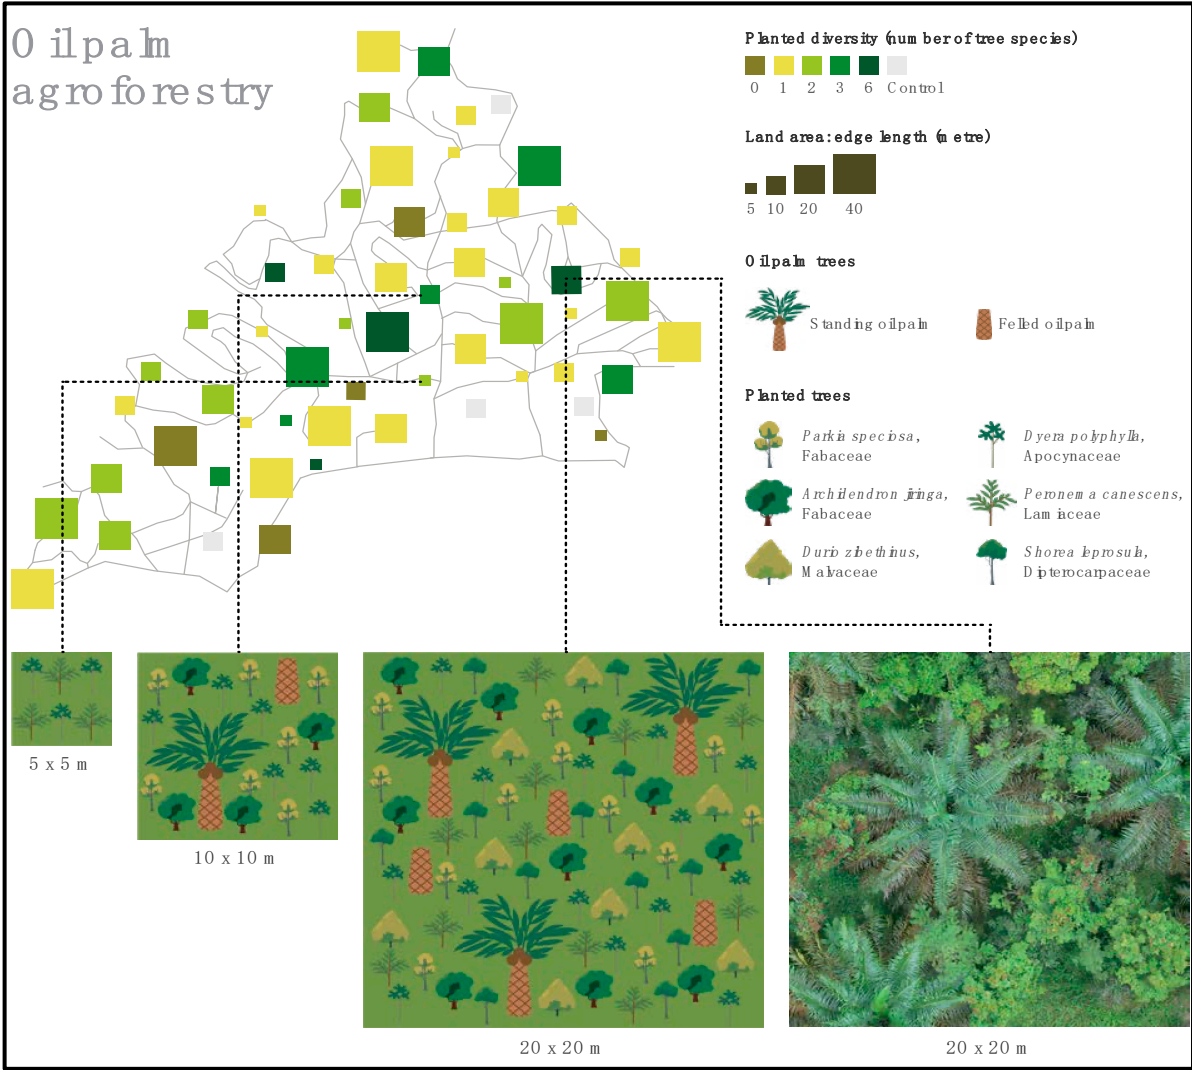 Oilpalm
agroforestry
Planted diversity (number of tree species)
0 1 2 3 6 Control
Land area: edge length (metre)
5 10 20 40
Oil palm trees
Standing oil palm
Felled oil palm
Planted trees
Parkia speciosa,
Fabaceae
Dyera polyphylla,
Apocynaceae
Archidendron jiringa,
Fabaceae
Peronema canescens,
Lamiaceae
Durio zibethinus,
Malvaceae
Shorea leprosula,
Dipterocarpaceae
5 x 5 m
10 x 10 m
20 x 20 m
20 x 20 m